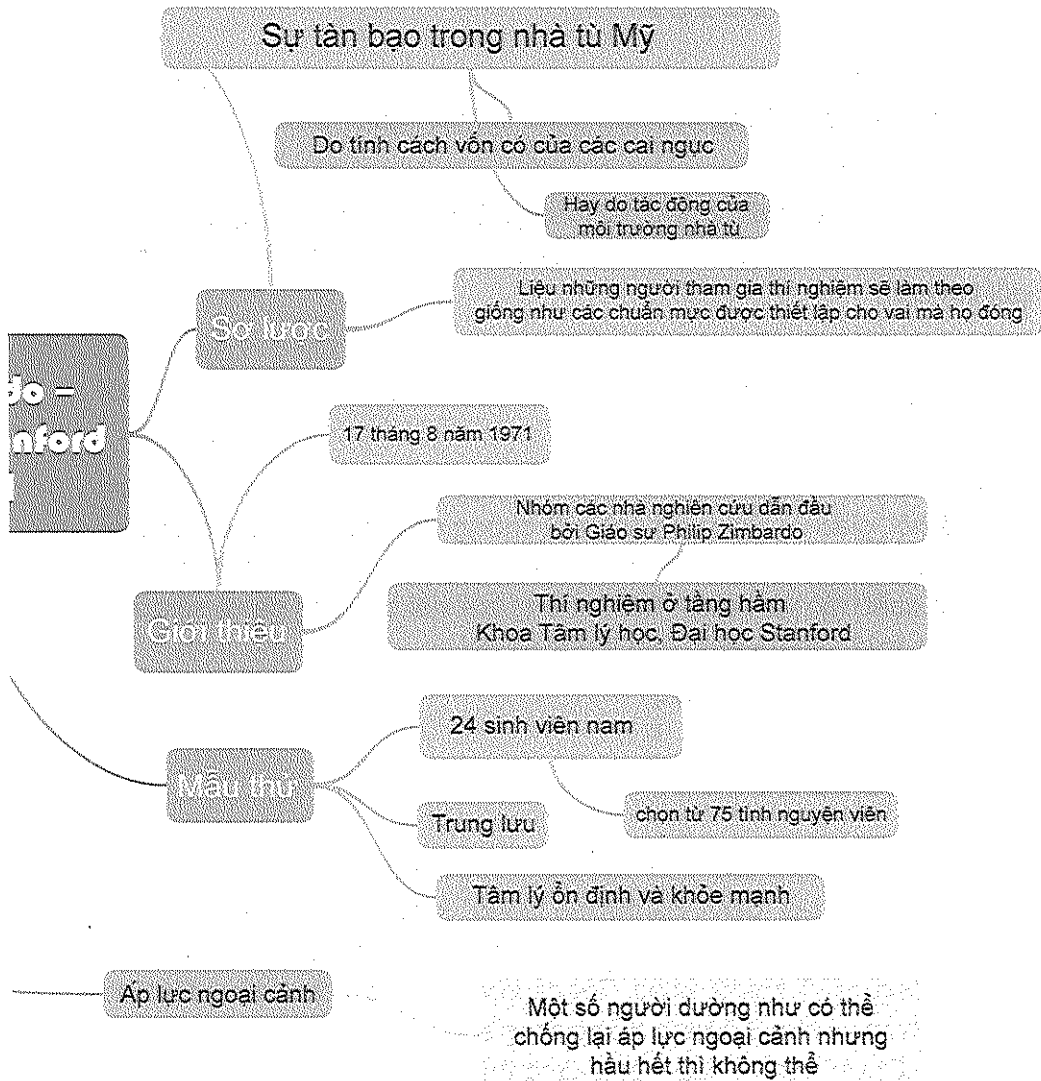 Sự tàn bạo trong nhà tù Mỹ
Do tính cách vốn có của các cai ngục
Hay do tác động của
môi trường nhà tù
Sơ lược
Liệu những người tham gia thí nghiệm sẽ làm theo
giống như các chuẩn mực được thiết lập cho vai mà họ đóng
do –
nford
17 tháng 8 năm 1971
Giới thiệu
Nhóm các nhà nghiên cứu dẫn đầu
bởi Giáo sư Philip Zimbardo
Thí nghiệm ở tầng hầm
Khoa Tâm lý học, Đại học Stanford
Mẫu thử
24 sinh viên nam
chọn từ 75 tình nguyện viên
Trung lưu
Tâm lý ổn định và khỏe mạnh
Áp lực ngoại cảnh
Một số người dường như có thể
chống lại áp lực ngoại cảnh nhưng
hầu hết thì không thể